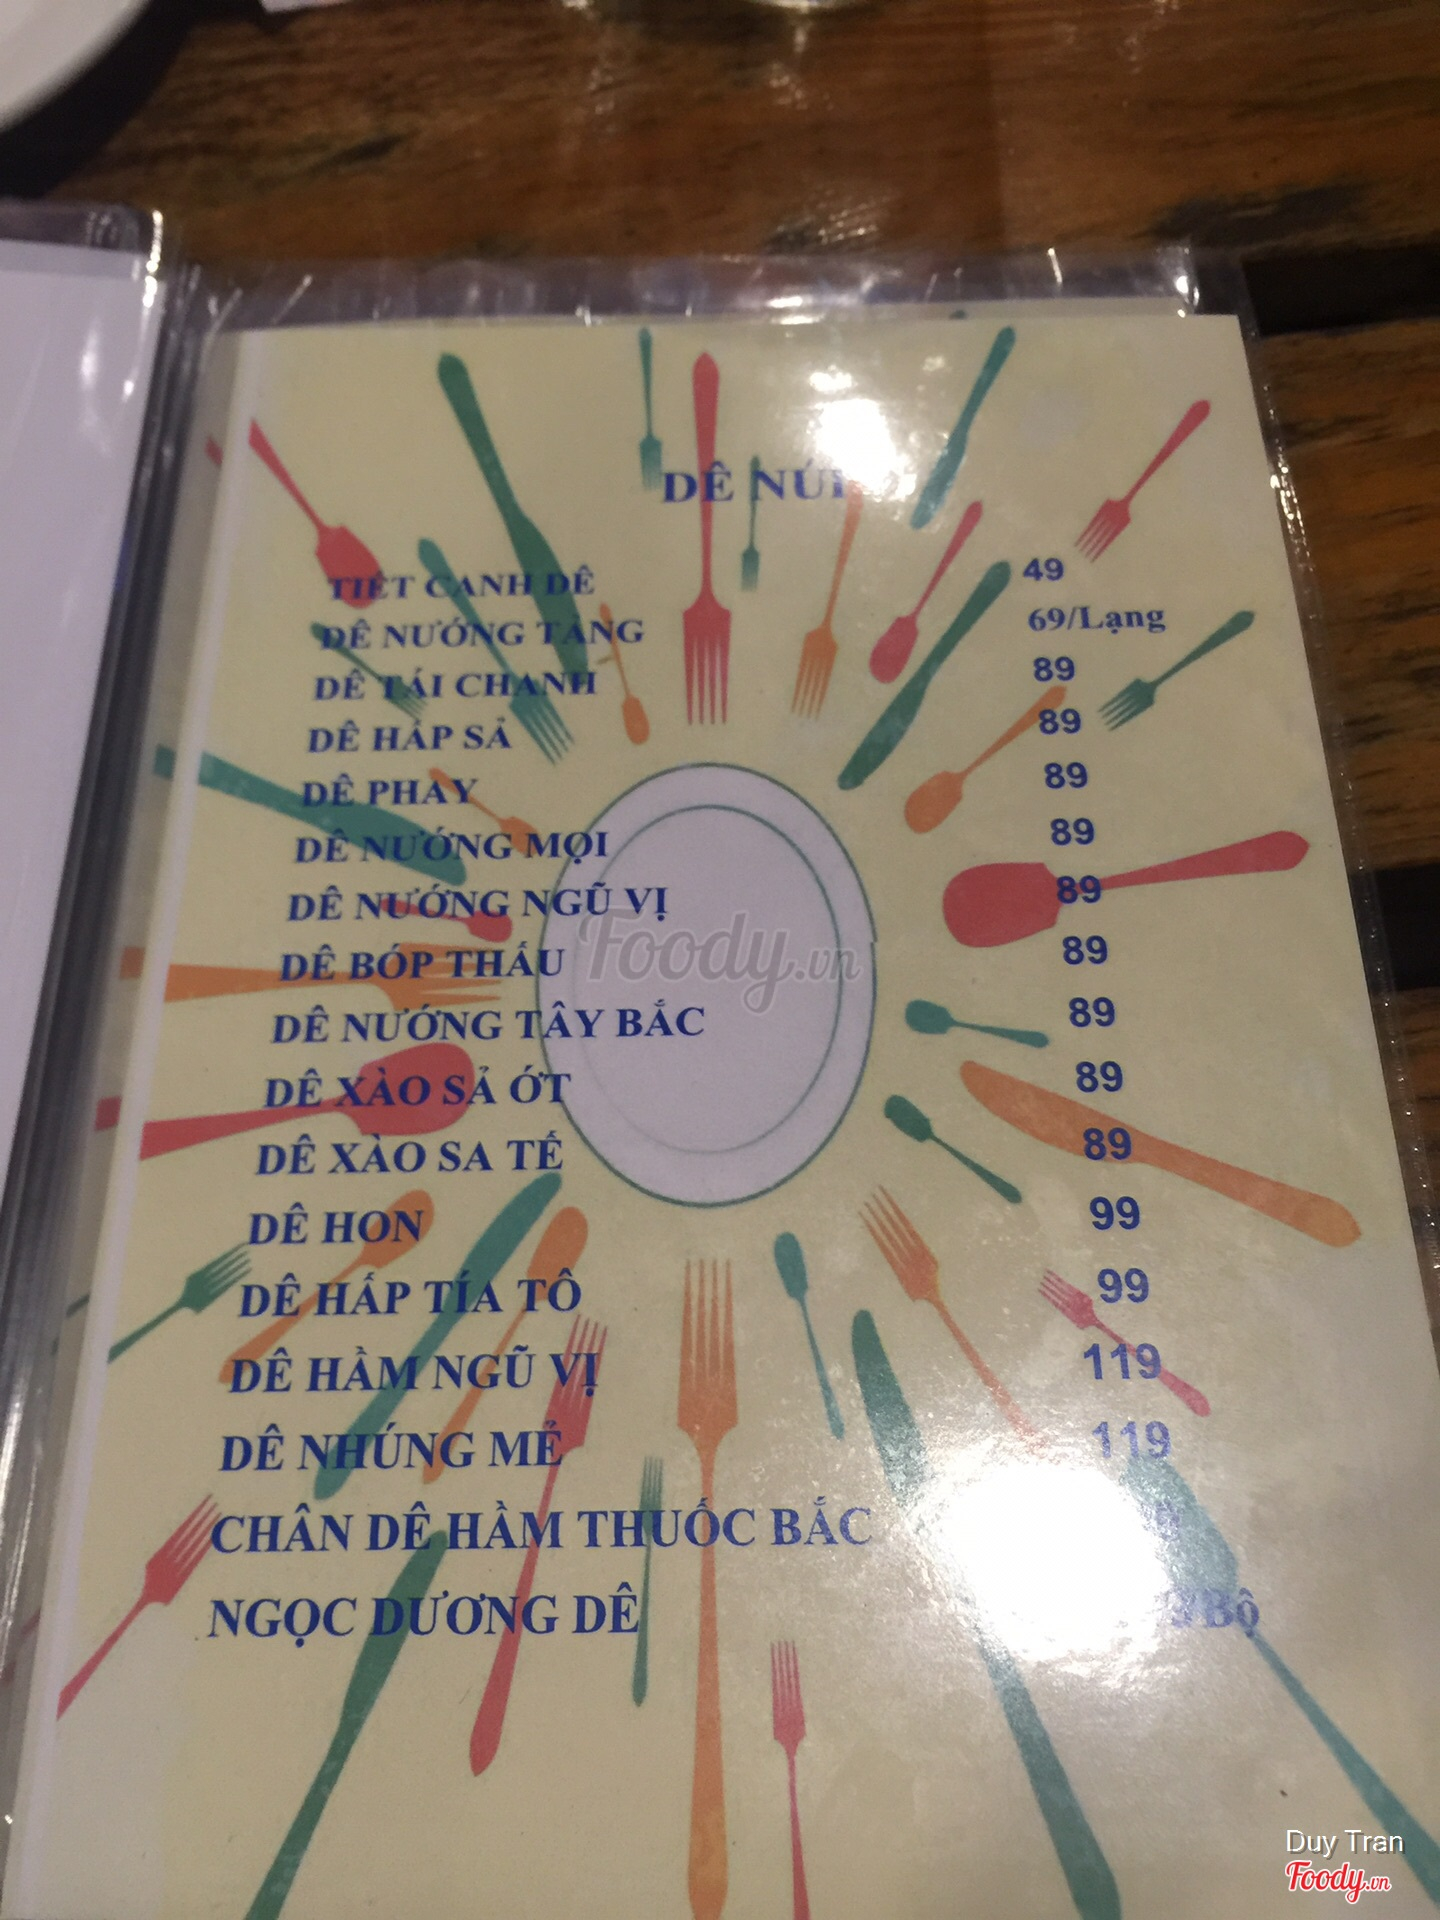 DÊ NÚI
TIẾT CANH DÊ 49
DÊ NƯỚNG TẢNG 69/Lạng
DÊ TÁI CHANH 89
DÊ HẤP SẢ 89
DÊ PHAY 89
DÊ NƯỚNG MỌI 89
DÊ NƯỚNG NGŨ VỊ 89
DÊ BÓP THẤU 89
DÊ NƯỚNG TÂY BẮC 89
DÊ XÀO SẢ ỚT 89
DÊ XÀO SA TẾ 89
DÊ HON 99
DÊ HẤP TÍA TÔ 99
DÊ HẦM NGŨ VỊ 119
DÊ NHÚNG MẺ 119
CHÂN DÊ HẦM THUỐC BẮC
NGỌC DƯƠNG DÊ /Bộ
Foody.vn
Duy Tran
Foody.vn